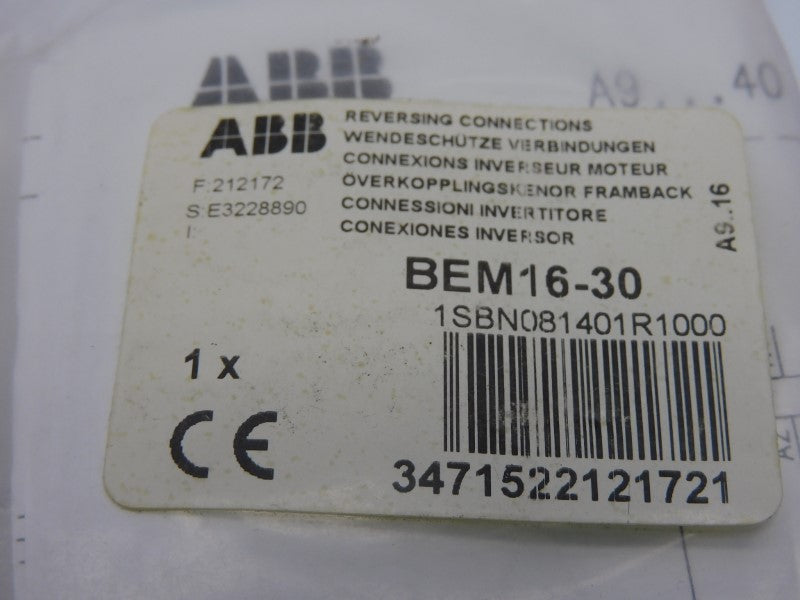 ABB
A9....40
ABB
REVERSING CONNECTIONS
WENDESCHÜTZE VERBINDUNGEN
CONNEXIONS INVERSEUR MOTEUR
ÖVERKOPPLINGSKENOR FRAMBACK
CONNESSIONI INVERTITORE
CONEXIONES INVERSOR
F:212172
S:E3228890
I:
A9..16
BEM16-30
1SBN081401R1000
1 x
CE
3471522121721
A2